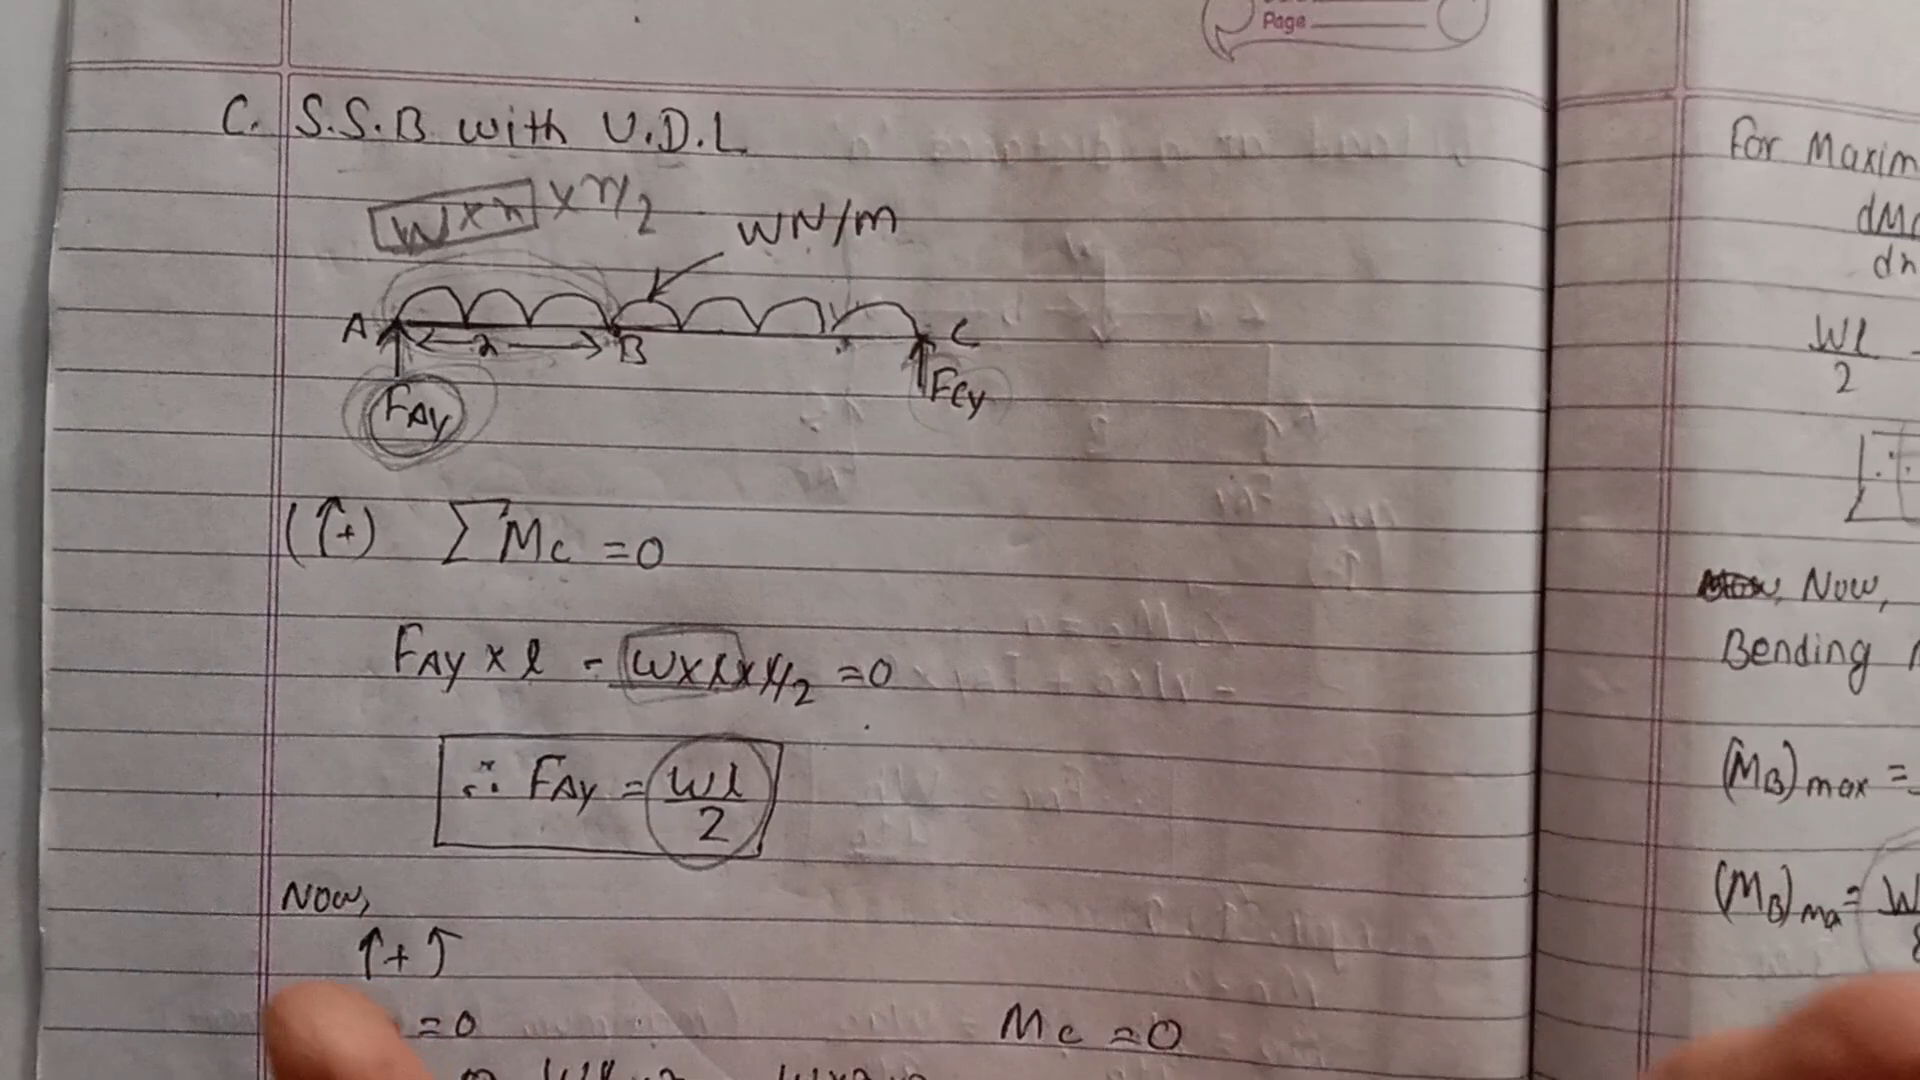 Page
C. S.S.B with U.D.L
W×x ×x/2
WN/m
A x B C
FAy FCy
(↑+) ΣMc =0
FAy × l - W×l×l/2 =0
∴ FAy = Wl/2
Now,
↑+↑
=0 Mc =0
For Maxim
dM
dx
Wl
2
Now,
Bending
(MB)max =
(MB)ma= W